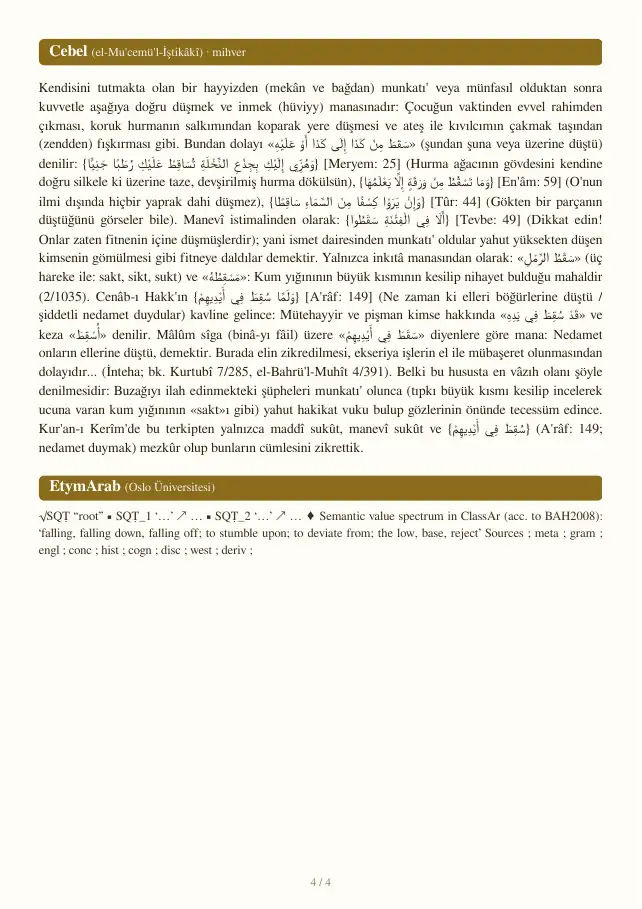 Cebel (el-Mu'cemü'l-İştikâkî) · mihver
Kendisini tutmakta olan bir hayyizden (mekân ve bağdan) munkatı' veya münfasıl olduktan sonra
kuvvetle aşağıya doğru düşmek ve inmek (hüviyy) manasınadır: Çocuğun vaktinden evvel rahimden
çıkması, koruk hurmanın salkımından koparak yere düşmesi ve ateş ile kıvılcımın çakmak taşından
(zendden) fışkırması gibi. Bundan dolayı «سَقَطَ مِنْ كَذَا إِلَى كَذَا أَوْ عَلَيْهِ» (şundan şuna veya üzerine düştü)
denilir: {وَهُزِّي إِلَيْكِ بِجِذْعِ النَّخْلَةِ تُسَاقِطْ عَلَيْكِ رُطَبًا جَنِيًّا} [Meryem: 25] (Hurma ağacının gövdesini kendine
doğru silkele ki üzerine taze, devşirilmiş hurma dökülsün), {وَمَا تَسْقُطُ مِنْ وَرَقَةٍ إِلَّا يَعْلَمُهَا} [En'âm: 59] (O'nun
ilmi dışında hiçbir yaprak dahi düşmez), {وَإِنْ يَرَوْا كِسْفًا مِنَ السَّمَاءِ سَاقِطًا} [Tûr: 44] (Gökten bir parçanın
düştüğünü görseler bile). Manevî istimalinden olarak: {أَلَا فِي الْفِتْنَةِ سَقَطُوا} [Tevbe: 49] (Dikkat edin!
Onlar zaten fitnenin içine düşmüşlerdir); yani ismet dairesinden munkatı' oldular yahut yüksekten düşen
kimsenin gömülmesi gibi fitneye daldılar demektir. Yalnızca inkıtâ manasından olarak: «سَقْطُ الرَّمْلِ» (üç
hareke ile: sakt, sikt, sukt) ve «مَسْقِطُهُ»: Kum yığınının büyük kısmının kesilip nihayet bulduğu mahaldir
(2/1035). Cenâb-ı Hakk'ın {وَلَمَّا سُقِطَ فِي أَيْدِيهِمْ} [A'râf: 149] (Ne zaman ki elleri böğürlerine düştü /
şiddetli nedamet duydular) kavline gelince: Mütehayyir ve pişman kimse hakkında «قَدْ سُقِطَ فِي يَدِهِ» ve
keza «أُسْقِطَ» denilir. Mâlûm sîga (binâ-yı fâil) üzere «سَقَطَ فِي أَيْدِيهِمْ» diyenlere göre mana: Nedamet
onların ellerine düştü, demektir. Burada elin zikredilmesi, ekseriya işlerin el ile mübaşeret olunmasından
dolayıdır... (İnteha; bk. Kurtubî 7/285, el-Bahrü'l-Muhît 4/391). Belki bu hususta en vâzıh olanı şöyle
denilmesidir: Buzağıyı ilah edinmekteki şüpheleri munkatı' olunca (tıpkı büyük kısmı kesilip incelerek
ucuna varan kum yığınının «sakt»ı gibi) yahut hakikat vuku bulup gözlerinin önünde tecessüm edince.
Kur'an-ı Kerîm'de bu terkipten yalnızca maddî sukût, manevî sukût ve {سُقِطَ فِي أَيْدِيهِمْ} (A'râf: 149;
nedamet duymak) mezkûr olup bunların cümlesini zikrettik.
EtymArab (Oslo Üniversitesi)
√SQṬ “root” ▪ SQṬ_1 ‘…’ ↗ … ▪ SQṬ_2 ‘…’ ↗ … ♦ Semantic value spectrum in ClassAr (acc. to BAH2008):
‘falling, falling down, falling off; to stumble upon; to deviate from; the low, base, reject’ Sources ; meta ; gram ;
engl ; conc ; hist ; cogn ; disc ; west ; deriv ;
4 / 4